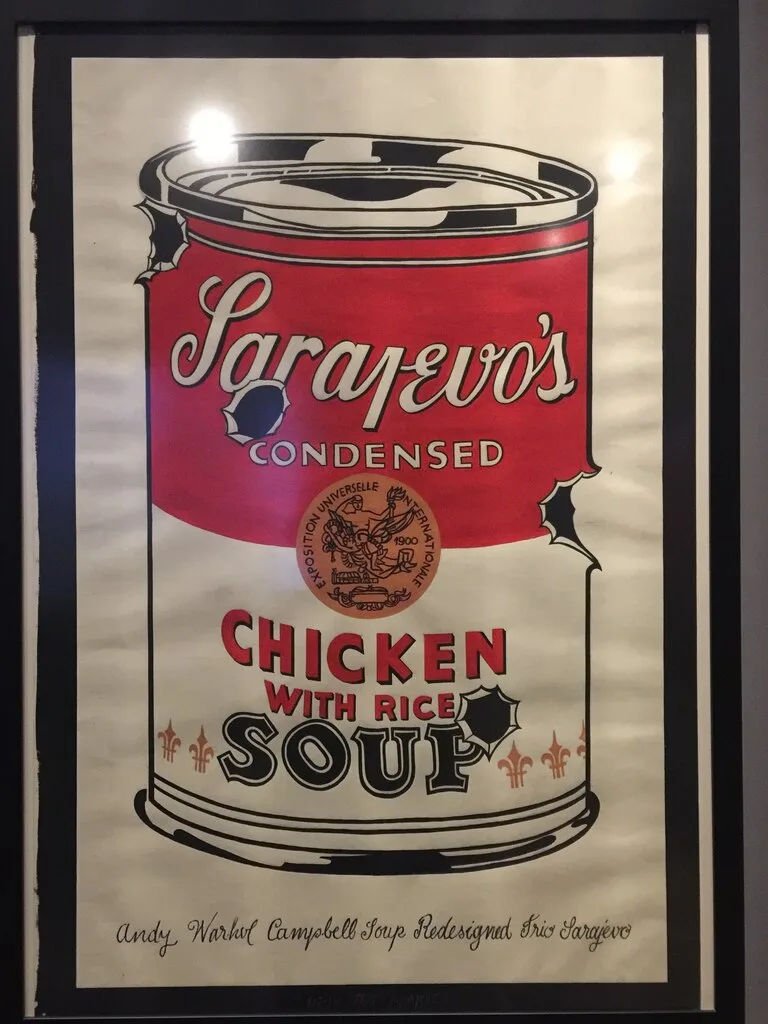 Sarajevo's
CONDENSED
EXPOSITION UNIVERSELLE INTERNATIONALE
1900
CHICKEN
WITH RICE
SOUP
Andy Warhol Campbell Soup Redesigned Trio Sarajevo